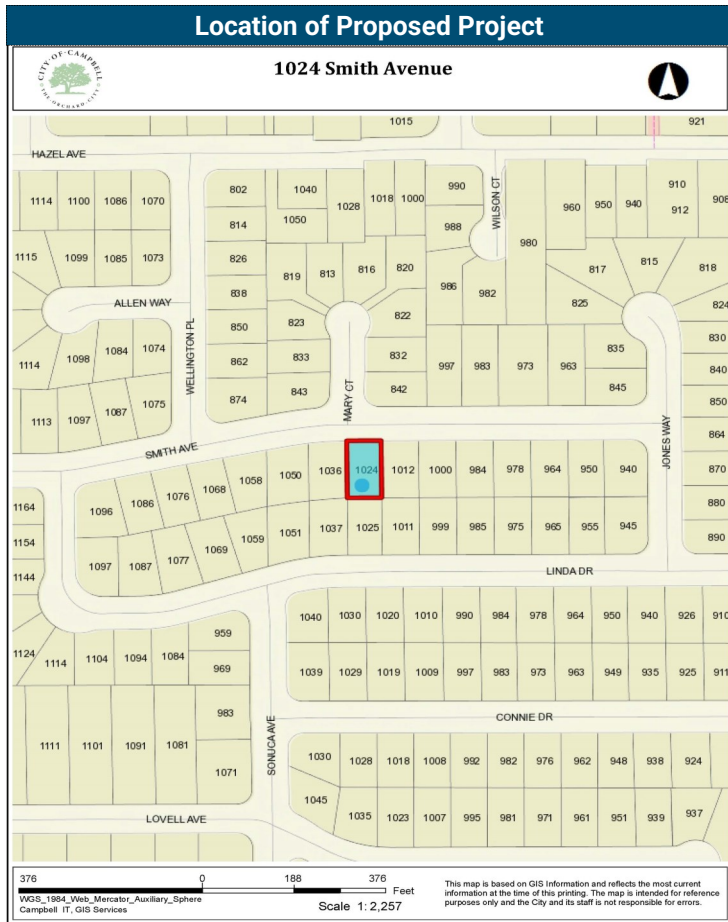 Location of Proposed Project
CITY OF CAMPBELL
THE ORCHARD CITY
1024 Smith Avenue
1015
921
HAZEL AVE
1114 1100 1086 1070
802
1040
1028
1018 1000
990
WILSON CT
960 950 940
910
912
908
814
1050
988
980
1115 1099 1085 1073
826
819 813 816 820
986 982
817 815 818
838
825
824
ALLEN WAY
WELLINGTON PL
850
823
822
830
1114 1098 1084 1074
862
833
832
997 983 973 963
835
840
MARY CT
1113 1097 1087 1075
874
843
842
845
850
JONES WAY
864
SMITH AVE
1164
1096 1086 1076 1068 1058 1050 1036 1024 1012 1000 984 978 964 950 940
870
880
1154
1097 1087 1077 1069 1059 1051 1037 1025 1011 999 985 975 965 955 945
890
1144
LINDA DR
1040 1030 1020 1010 990 984 978 964 950 940 926 910
1124 1114 1104 1094 1084
959
969
1039 1029 1019 1009 997 983 973 963 949 935 925 911
983
SONUCA AVE
CONNIE DR
1111 1101 1091 1081
1071
1030 1028 1018 1008 992 982 976 962 948 938 924
1045
1035 1023 1007 995 981 971 961 951 939 937
LOVELL AVE
376 0 188 376 Feet
WGS_1984_Web_Mercator_Auxiliary_Sphere
Campbell IT, GIS Services
Scale 1: 2,257
This map is based on GIS Information and reflects the most current
information at the time of this printing. The map is intended for reference
purposes only and the City and its staff is not responsible for errors.